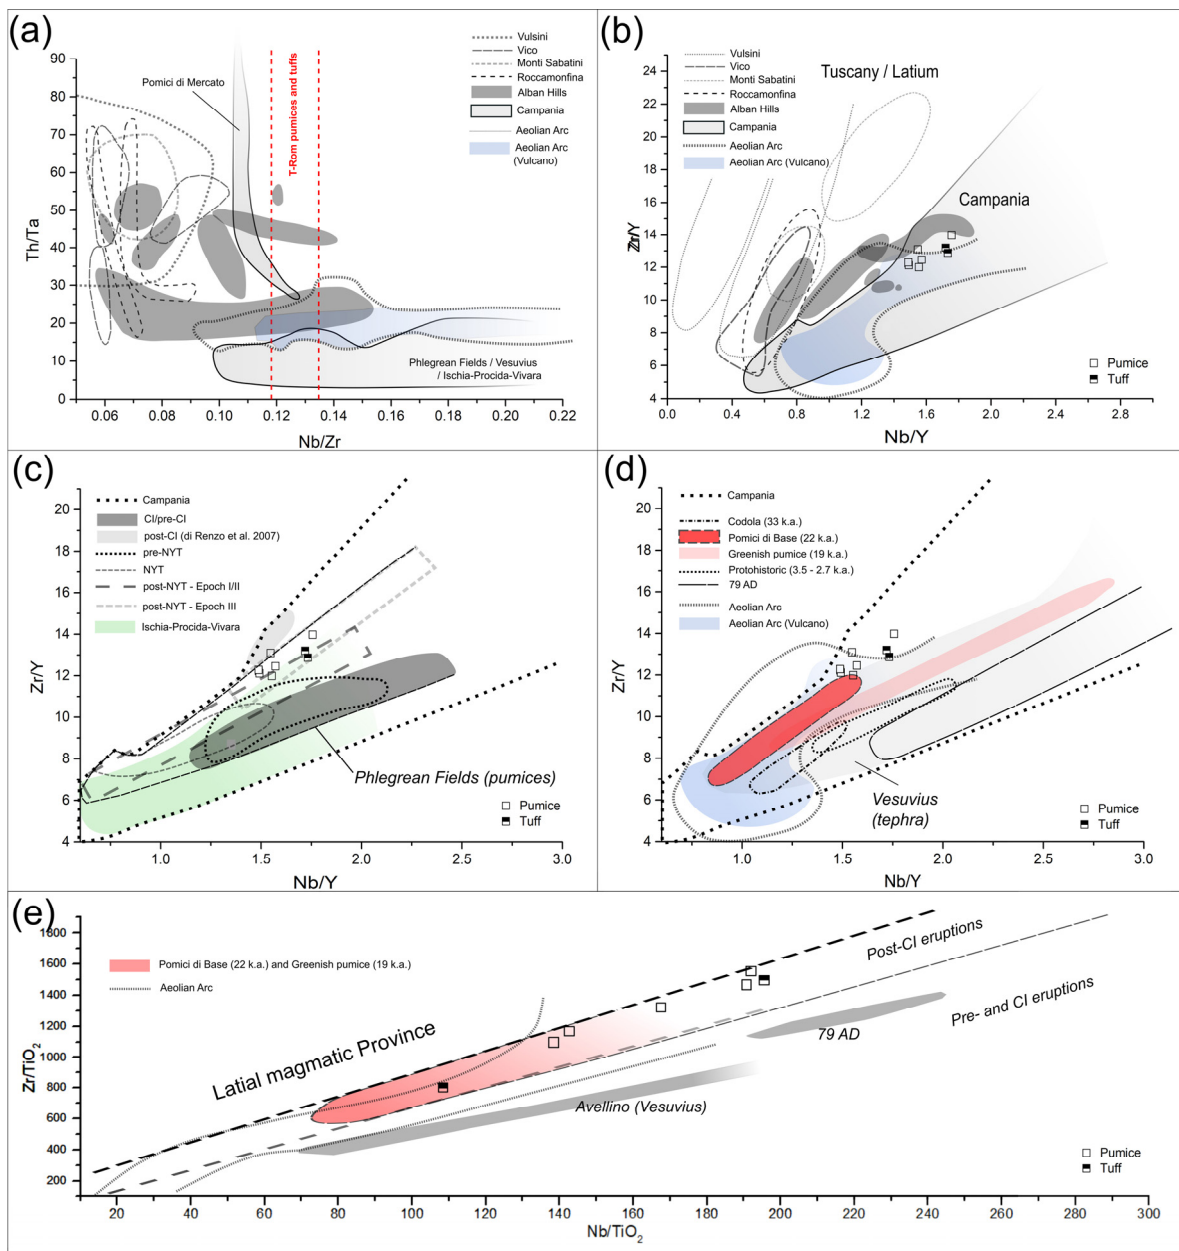 (a)
90
80
70
60
50
40
30
20
10
0
Th/Ta
0.06
0.08
0.10
0.12
0.14
0.16
0.18
0.20
0.22
Nb/Zr
Pomici di Mercato
T-Rom pumices and tuffs
Vulsini
Vico
Monti Sabatini
Roccamonfina
Alban Hills
Campania
Aeolian Arc
Aeolian Arc
(Vulcano)
Phlegrean Fields / Vesuvius
/ Ischia-Procida-Vivara
(b)
24
22
20
18
16
14
12
10
8
6
4
Zr/Y
0.0
0.4
0.8
1.2
1.6
2.0
2.4
2.8
Nb/Y
Vulsini
Vico
Monti Sabatini
Roccamonfina
Alban Hills
Campania
Aeolian Arc
Aeolian Arc (Vulcano)
Tuscany / Latium
Campania
Pumice
Tuff
(c)
20
18
16
14
12
10
8
6
4
Zr/Y
1.0
1.5
2.0
2.5
3.0
Nb/Y
Campania
CI/pre-CI
post-CI (di Renzo et al. 2007)
pre-NYT
NYT
post-NYT - Epoch I/II
post-NYT - Epoch III
Ischia-Procida-Vivara
Phlegrean Fields (pumices)
Pumice
Tuff
(d)
20
18
16
14
12
10
8
6
4
Zr/Y
1.0
1.5
2.0
2.5
3.0
Nb/Y
Campania
Codola (33 k.a.)
Pomici di Base (22 k.a.)
Greenish pumice (19 k.a.)
Protohistoric (3.5 - 2.7 k.a.)
79 AD
Aeolian Arc
Aeolian Arc (Vulcano)
Vesuvius
(tephra)
Pumice
Tuff
(e)
1800
1600
1400
1200
1000
800
600
400
200
Zr/TiO2
20
40
60
80
100
120
140
160
180
200
220
240
260
280
300
Nb/TiO2
Pomici di Base (22 k.a.) and Greenish pumice (19 k.a.)
Aeolian Arc
Latial magmatic Province
Post-CI eruptions
Pre- and CI eruptions
79 AD
Avellino (Vesuvius)
Pumice
Tuff